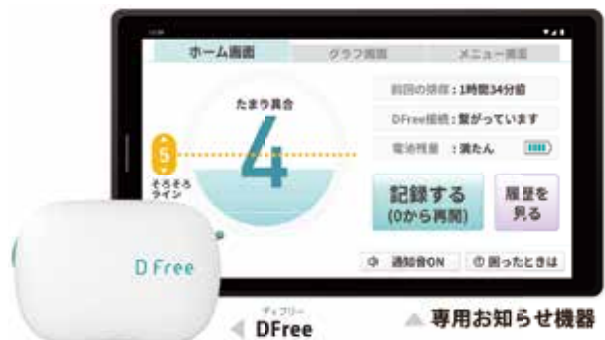 ホーム画面
グラフ画面
メニュー画面
たまり具合
4
5
そろそろ
ライン
前回の排尿：1時間34分前
DFree接続：繋がっています
電池残量：満たん
記録する
(0から再開)
履歴を
見る
通知音ON
困ったときは
D Free
ディフリー
DFree
専用お知らせ機器